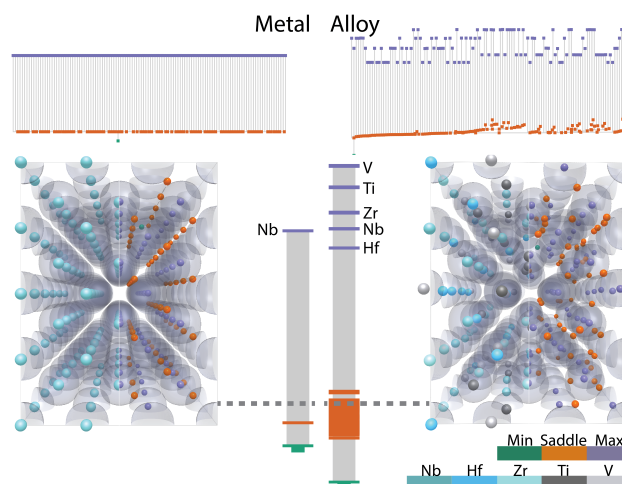 Metal Alloy
V
Ti
Zr
Nb
Nb
Hf
Min Saddle Max
Nb Hf Zr Ti V